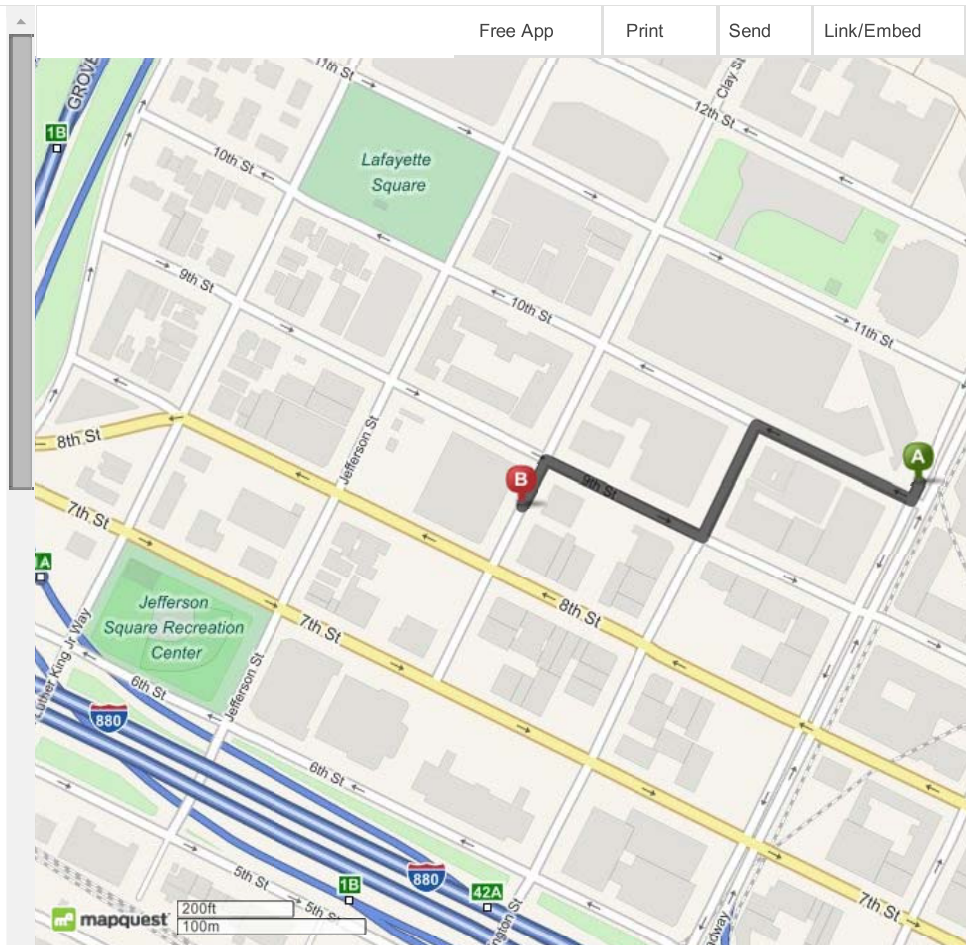 Free App
Print
Send
Link/Embed
11th St
Clay St
GROVE
12th St
1B
10th St
Lafayette
Square
9th St
10th St
11th St
8th St
Jefferson St
A
B
9th St
7th St
Jefferson
Square Recreation
Center
8th St
7th St
Luther King Jr Way
6th St
Jefferson St
880
6th St
5th St
1B
880
42A
7th St
mapquest
200ft
100m
5th St